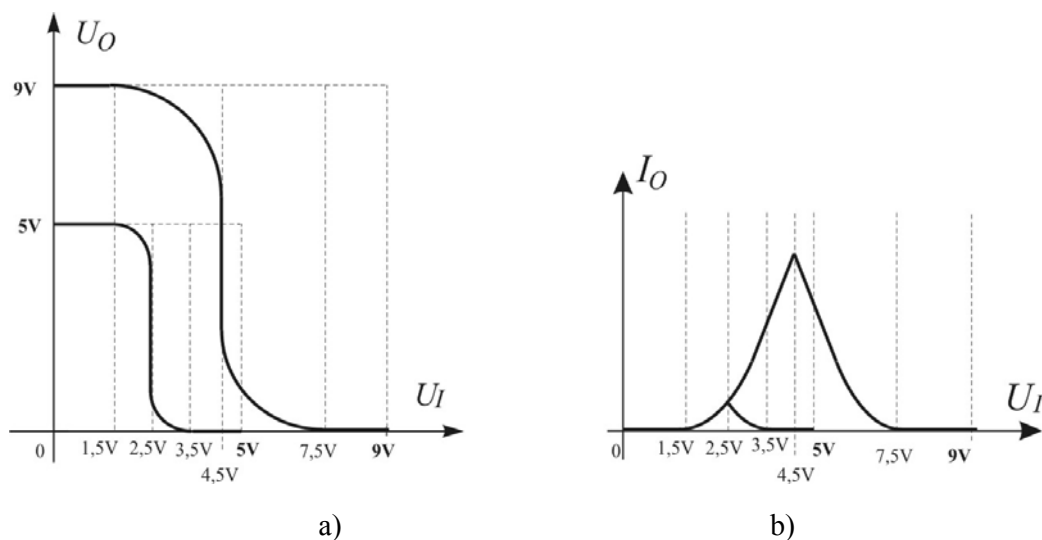 U_O
9V
5V
U_I
0 1,5V 2,5V 3,5V 5V 7,5V 9V
4,5V
a)
I_O
U_I
0 1,5V 2,5V 3,5V 5V 7,5V 9V
4,5V
b)